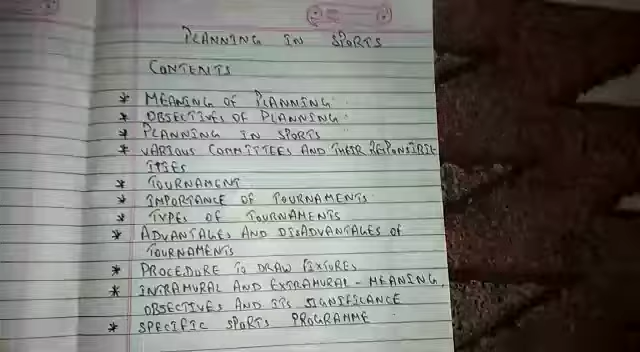 PLANNING IN SPORTS
CONTENTS
* MEANING OF PLANNING
* OBJECTIVES OF PLANNING
* PLANNING IN SPORTS
* VARIOUS COMMITTEES AND THEIR RESPONSIBIL
ITIES
* TOURNAMENT
* IMPORTANCE OF TOURNAMENTS
* TYPES OF TOURNAMENTS
* ADVANTAGES AND DISADVANTAGES OF
TOURNAMENTS
* PROCEDURE TO DRAW FIXTURES
* INTRAMURAL AND EXTRAMURAL - MEANING,
OBJECTIVES AND ITS SIGNIFICANCE
* SPECIFIC SPORTS PROGRAMME